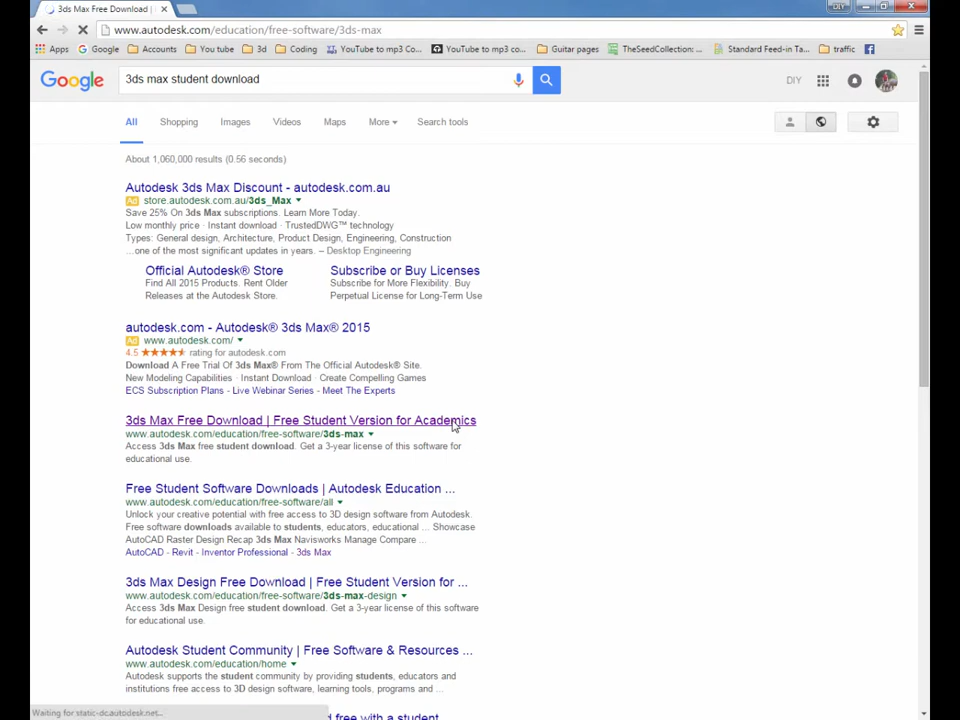 3ds Max Free Download |
DIY
www.autodesk.com/education/free-software/3ds-max
Apps Google Accounts You tube 3d Coding YouTube to mp3 Co... YouTube to mp3 co... Guitar pages TheSeedCollection: ... Standard Feed-in Ta... traffic
Google 3ds max student download DIY
All Shopping Images Videos Maps More Search tools
About 1,060,000 results (0.56 seconds)
Autodesk 3ds Max Discount - autodesk.com.au
Ad store.autodesk.com.au/3ds_Max
Save 25% On 3ds Max subscriptions. Learn More Today.
Low monthly price · Instant download · TrustedDWG™ technology
Types: General design, Architecture, Product Design, Engineering, Construction
...one of the most significant updates in years. – Desktop Engineering
Official Autodesk® Store
Find All 2015 Products. Rent Older
Releases at the Autodesk Store.
Subscribe or Buy Licenses
Subscribe for More Flexibility. Buy
Perpetual License for Long-Term Use
autodesk.com - Autodesk® 3ds Max® 2015
Ad www.autodesk.com/
4.5 ★★★★★ rating for autodesk.com
Download A Free Trial Of 3ds Max® From The Official Autodesk® Site.
New Modeling Capabilities · Instant Download · Create Compelling Games
ECS Subscription Plans - Live Webinar Series - Meet The Experts
3ds Max Free Download | Free Student Version for Academics
www.autodesk.com/education/free-software/3ds-max
Access 3ds Max free student download. Get a 3-year license of this software for
educational use.
Free Student Software Downloads | Autodesk Education ...
www.autodesk.com/education/free-software/all
Unlock your creative potential with free access to 3D design software from Autodesk.
Free software downloads available to students, educators, educational ... Showcase
AutoCAD Raster Design Recap 3ds Max Navisworks Manage Compare ...
AutoCAD - Revit - Inventor Professional - 3ds Max
3ds Max Design Free Download | Free Student Version for ...
www.autodesk.com/education/free-software/3ds-max-design
Access 3ds Max Design free student download. Get a 3-year license of this software
for educational use.
Autodesk Student Community | Free Software & Resources ...
www.autodesk.com/education/home
Autodesk supports the student community by providing students, educators, and
institutions free access to 3D design software, learning tools, programs and ...
d free with a student
Waiting for static-dc.autodesk.net...